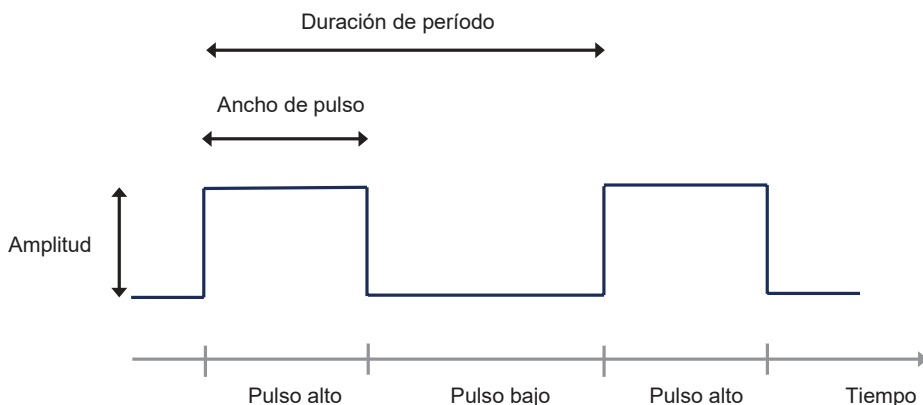 Duración de período
Ancho de pulso
Amplitud
Pulso alto Pulso bajo Pulso alto Tiempo